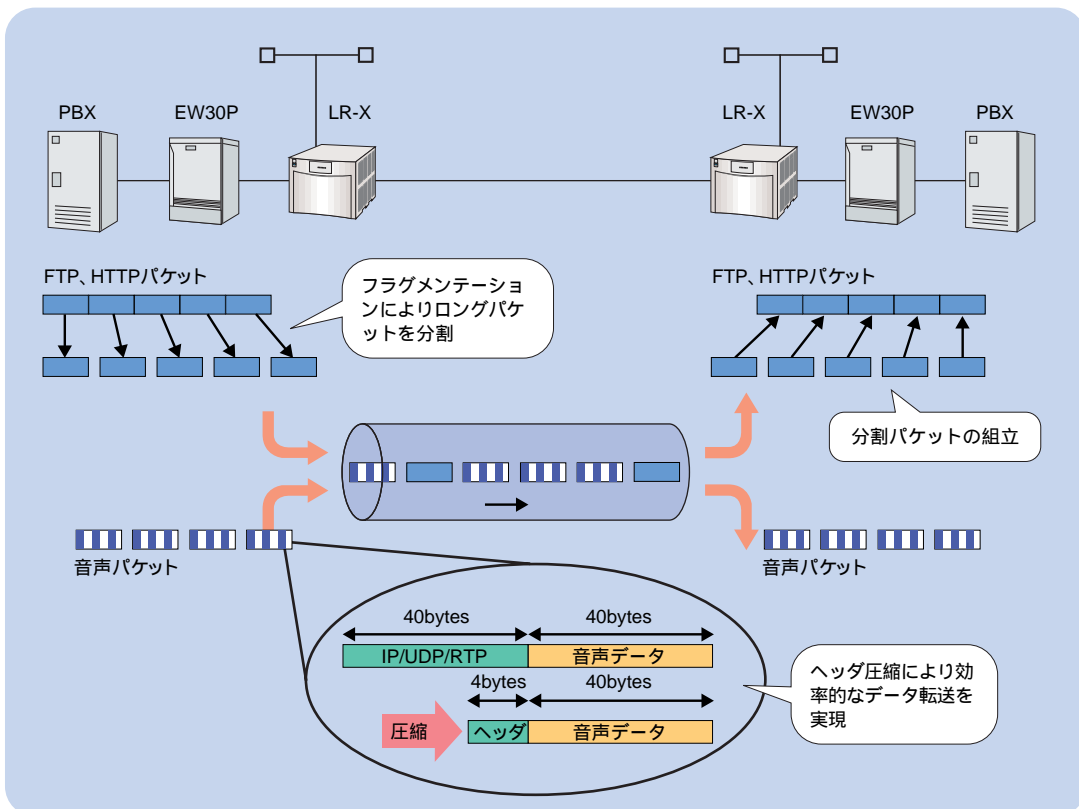 PBX
EW30P
LR-X
LR-X
EW30P
PBX
FTP、HTTPパケット
フラグメンテーショ
ンによりロングパケ
ットを分割
FTP、HTTPパケット
分割パケットの組立
音声パケット
音声パケット
40bytes
40bytes
IP/UDP/RTP
音声データ
4bytes
40bytes
圧縮
ヘッダ
音声データ
ヘッダ圧縮により効
率的なデータ転送を
実現